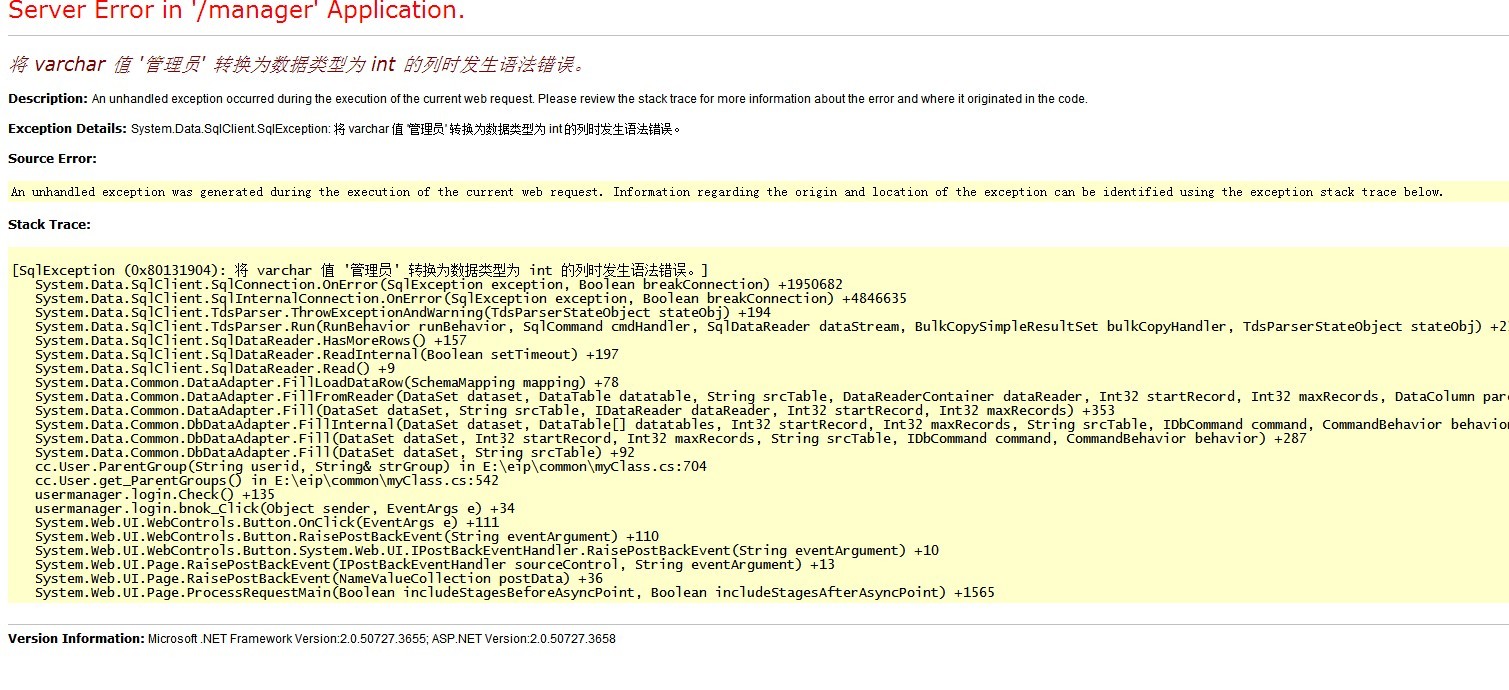 Server Error in '/manager' Application.
将 varchar 值 '管理员' 转换为数据类型为 int 的列时发生语法错误。
Description: An unhandled exception occurred during the execution of the current web request. Please review the stack trace for more information about the error and where it originated in the code.
Exception Details: System.Data.SqlClient.SqlException: 将 varchar 值 '管理员' 转换为数据类型为 int 的列时发生语法错误。
Source Error:
An unhandled exception was generated during the execution of the current web request. Information regarding the origin and location of the exception can be identified using the exception stack trace below.
Stack Trace:
[SqlException (0x80131904): 将 varchar 值 '管理员' 转换为数据类型为 int 的列时发生语法错误。]
System.Data.SqlClient.SqlConnection.OnError(SqlException exception, Boolean breakConnection) +1950682
System.Data.SqlClient.SqlInternalConnection.OnError(SqlException exception, Boolean breakConnection) +4846635
System.Data.SqlClient.TdsParser.ThrowExceptionAndWarning(TdsParserStateObject stateObj) +194
System.Data.SqlClient.TdsParser.Run(RunBehavior runBehavior, SqlCommand cmdHandler, SqlDataReader dataStream, BulkCopySimpleResultSet bulkCopyHandler, TdsParserStateObject stateObj) +2
System.Data.SqlClient.SqlDataReader.HasMoreRows() +157
System.Data.SqlClient.SqlDataReader.ReadInternal(Boolean setTimeout) +197
System.Data.SqlClient.SqlDataReader.Read() +9
System.Data.Common.DataAdapter.FillLoadDataRow(SchemaMapping mapping) +78
System.Data.Common.DataAdapter.FillFromReader(DataSet dataset, DataTable datatable, String srcTable, DataReaderContainer dataReader, Int32 startRecord, Int32 maxRecords, DataColumn pare
System.Data.Common.DataAdapter.Fill(DataSet dataSet, String srcTable, IDataReader dataReader, Int32 startRecord, Int32 maxRecords) +353
System.Data.Common.DbDataAdapter.FillInternal(DataSet dataset, DataTable[] datatables, Int32 startRecord, Int32 maxRecords, String srcTable, IDbCommand command, CommandBehavior behavior
System.Data.Common.DbDataAdapter.Fill(DataSet dataSet, Int32 startRecord, Int32 maxRecords, String srcTable, IDbCommand command, CommandBehavior behavior) +287
System.Data.Common.DbDataAdapter.Fill(DataSet dataSet, String srcTable) +92
cc.User.ParentGroup(String userid, String& strGroup) in E:\eip\common\myClass.cs:704
cc.User.get_ParentGroups() in E:\eip\common\myClass.cs:542
usermanager.login.Check() +135
usermanager.login.bnok_Click(Object sender, EventArgs e) +34
System.Web.UI.WebControls.Button.OnClick(EventArgs e) +111
System.Web.UI.WebControls.Button.RaisePostBackEvent(String eventArgument) +110
System.Web.UI.WebControls.Button.System.Web.UI.IPostBackEventHandler.RaisePostBackEvent(String eventArgument) +10
System.Web.UI.Page.RaisePostBackEvent(IPostBackEventHandler sourceControl, String eventArgument) +13
System.Web.UI.Page.RaisePostBackEvent(NameValueCollection postData) +36
System.Web.UI.Page.ProcessRequestMain(Boolean includeStagesBeforeAsyncPoint, Boolean includeStagesAfterAsyncPoint) +1565
Version Information: Microsoft .NET Framework Version:2.0.50727.3655; ASP.NET Version:2.0.50727.3658